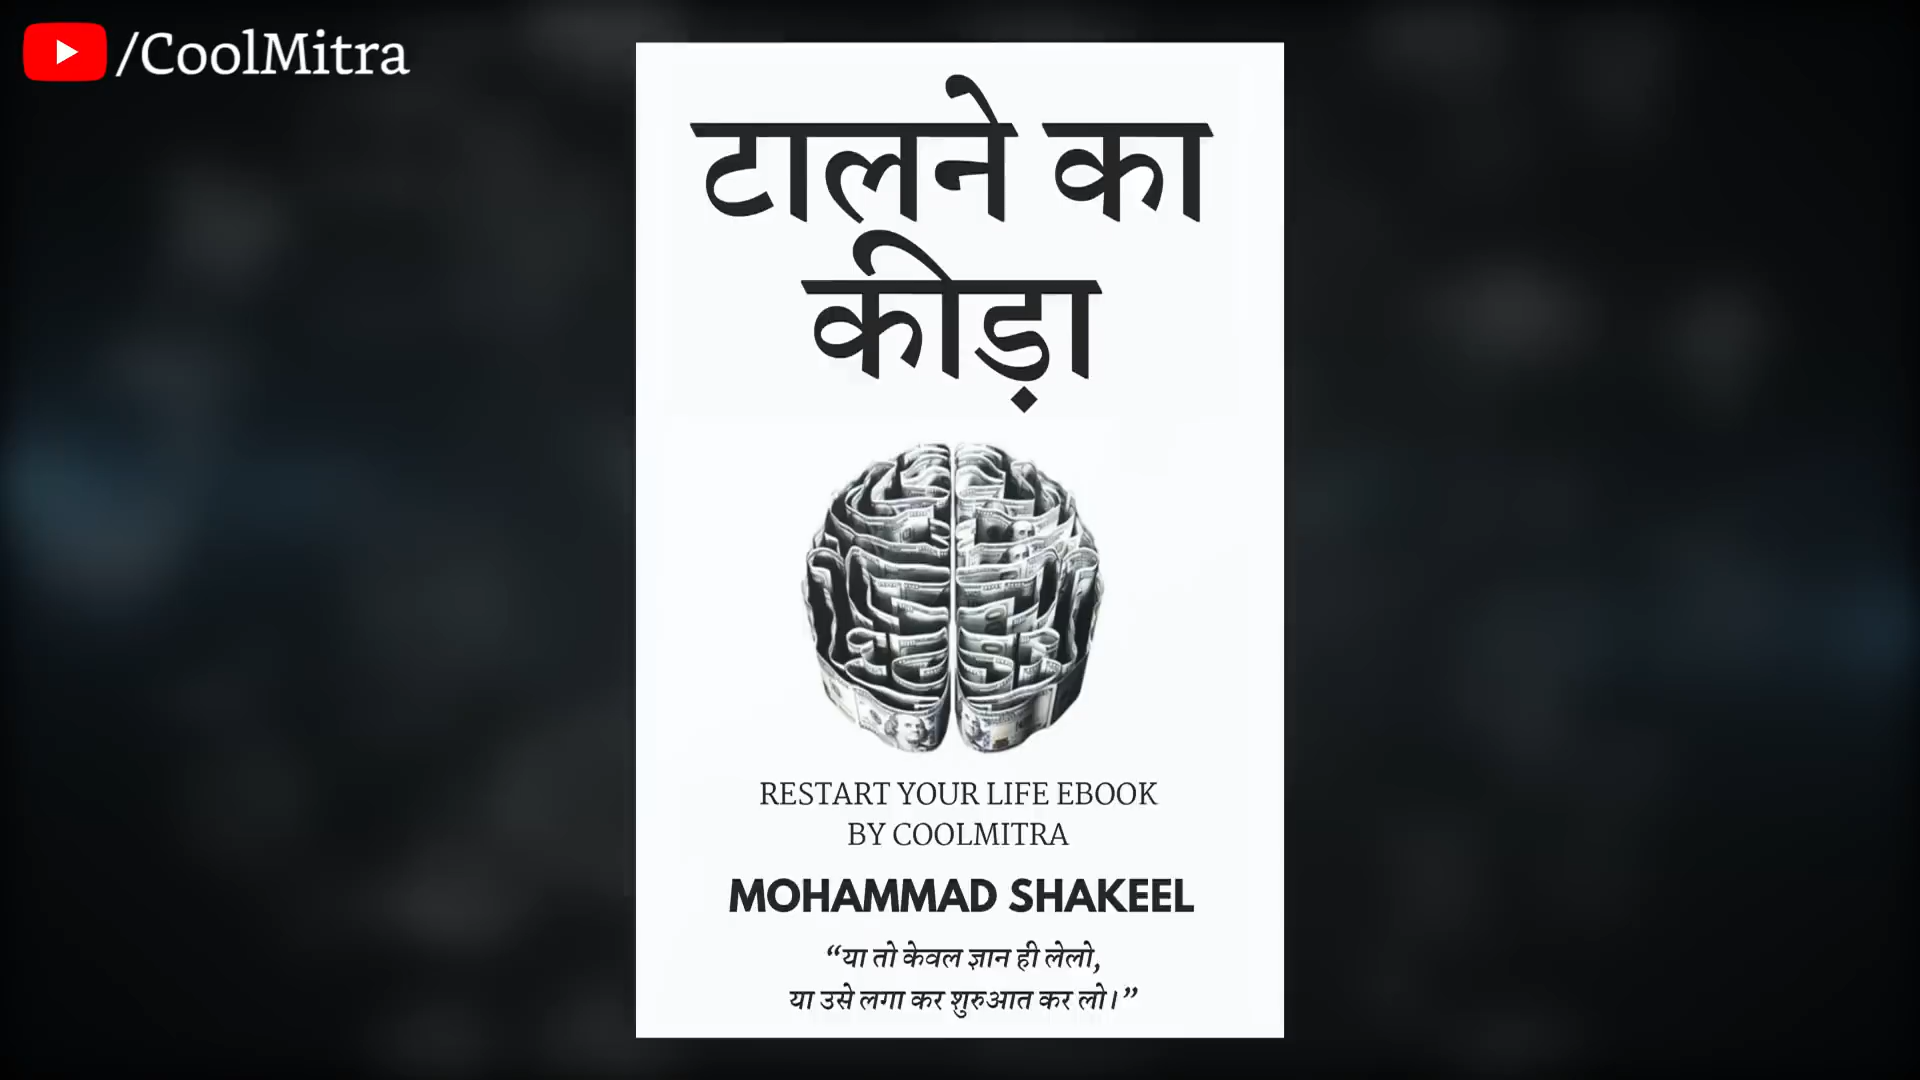 /CoolMitra
टालने का
कीड़ा
RESTART YOUR LIFE EBOOK
BY COOLMITRA
MOHAMMAD SHAKEEL
“या तो केवल ज्ञान ही लेलो,
या उसे लगा कर शुरुआत कर लो।”